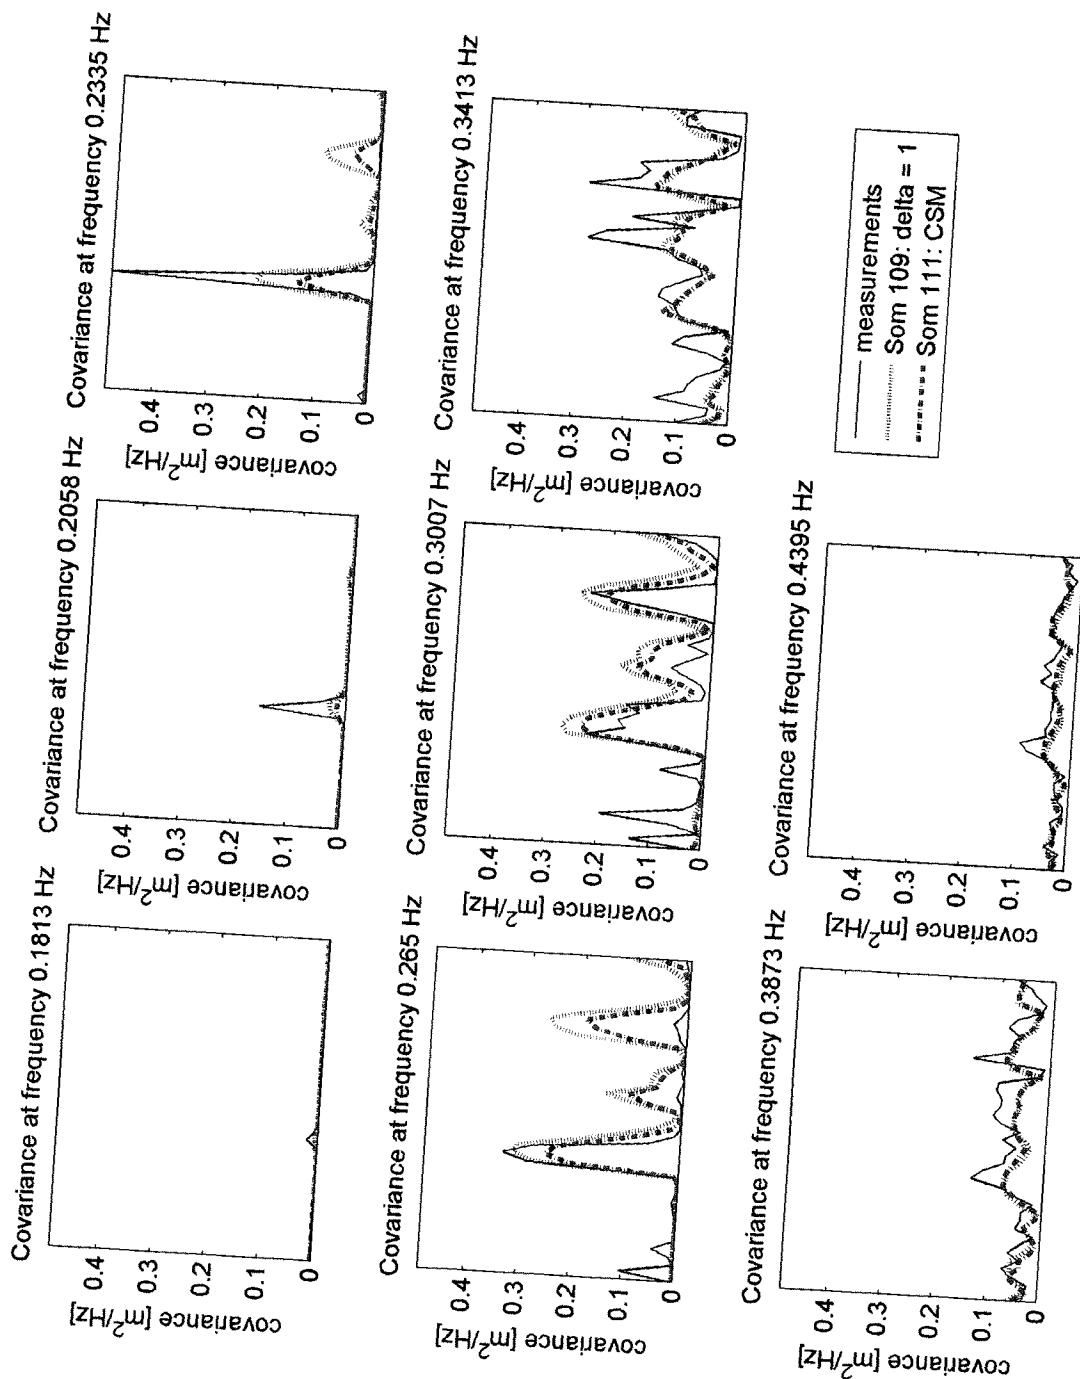 Covariance at frequency 0.1813 Hz
covariance [m²/Hz]
0.4
0.3
0.2
0.1
0
Covariance at frequency 0.2058 Hz
covariance [m²/Hz]
0.4
0.3
0.2
0.1
0
Covariance at frequency 0.2335 Hz
covariance [m²/Hz]
0.4
0.3
0.2
0.1
0
Covariance at frequency 0.265 Hz
covariance [m²/Hz]
0.4
0.3
0.2
0.1
0
Covariance at frequency 0.3007 Hz
covariance [m²/Hz]
0.4
0.3
0.2
0.1
0
Covariance at frequency 0.3413 Hz
covariance [m²/Hz]
0.4
0.3
0.2
0.1
0
Covariance at frequency 0.3873 Hz
covariance [m²/Hz]
0.4
0.3
0.2
0.1
0
Covariance at frequency 0.4395 Hz
covariance [m²/Hz]
0.4
0.3
0.2
0.1
0
measurements
Som 109: delta = 1
Som 111: CSM